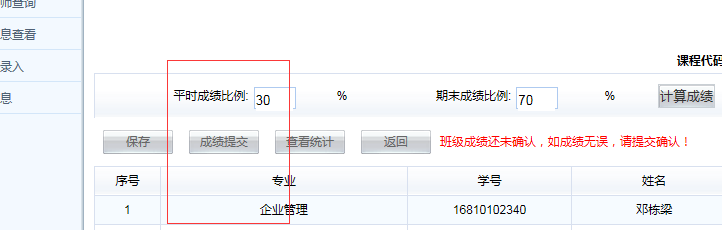 师查询
息查看
录入
息
课程代码
平时成绩比例: 30 % 期末成绩比例: 70 % 计算成绩
保存 成绩提交 查看统计 返回 班级成绩还未确认，如成绩无误，请提交确认！
序号 专业 学号 姓名
1 企业管理 16810102340 邓栋梁